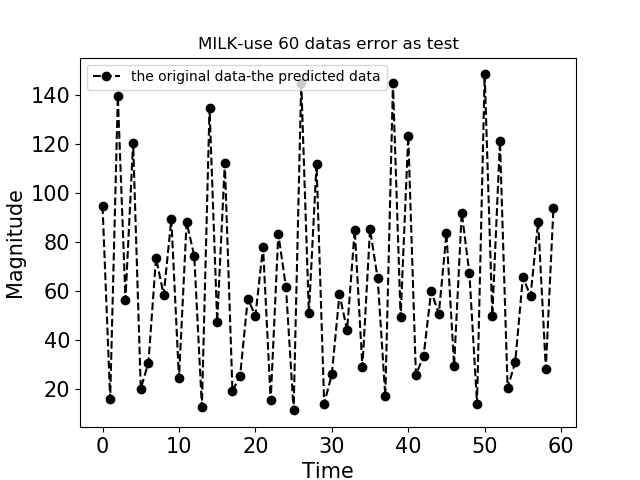 MILK-use 60 datas error as test
the original data-the predicted data
Magnitude
140
120
100
80
60
40
20
0 10 20 30 40 50 60
Time